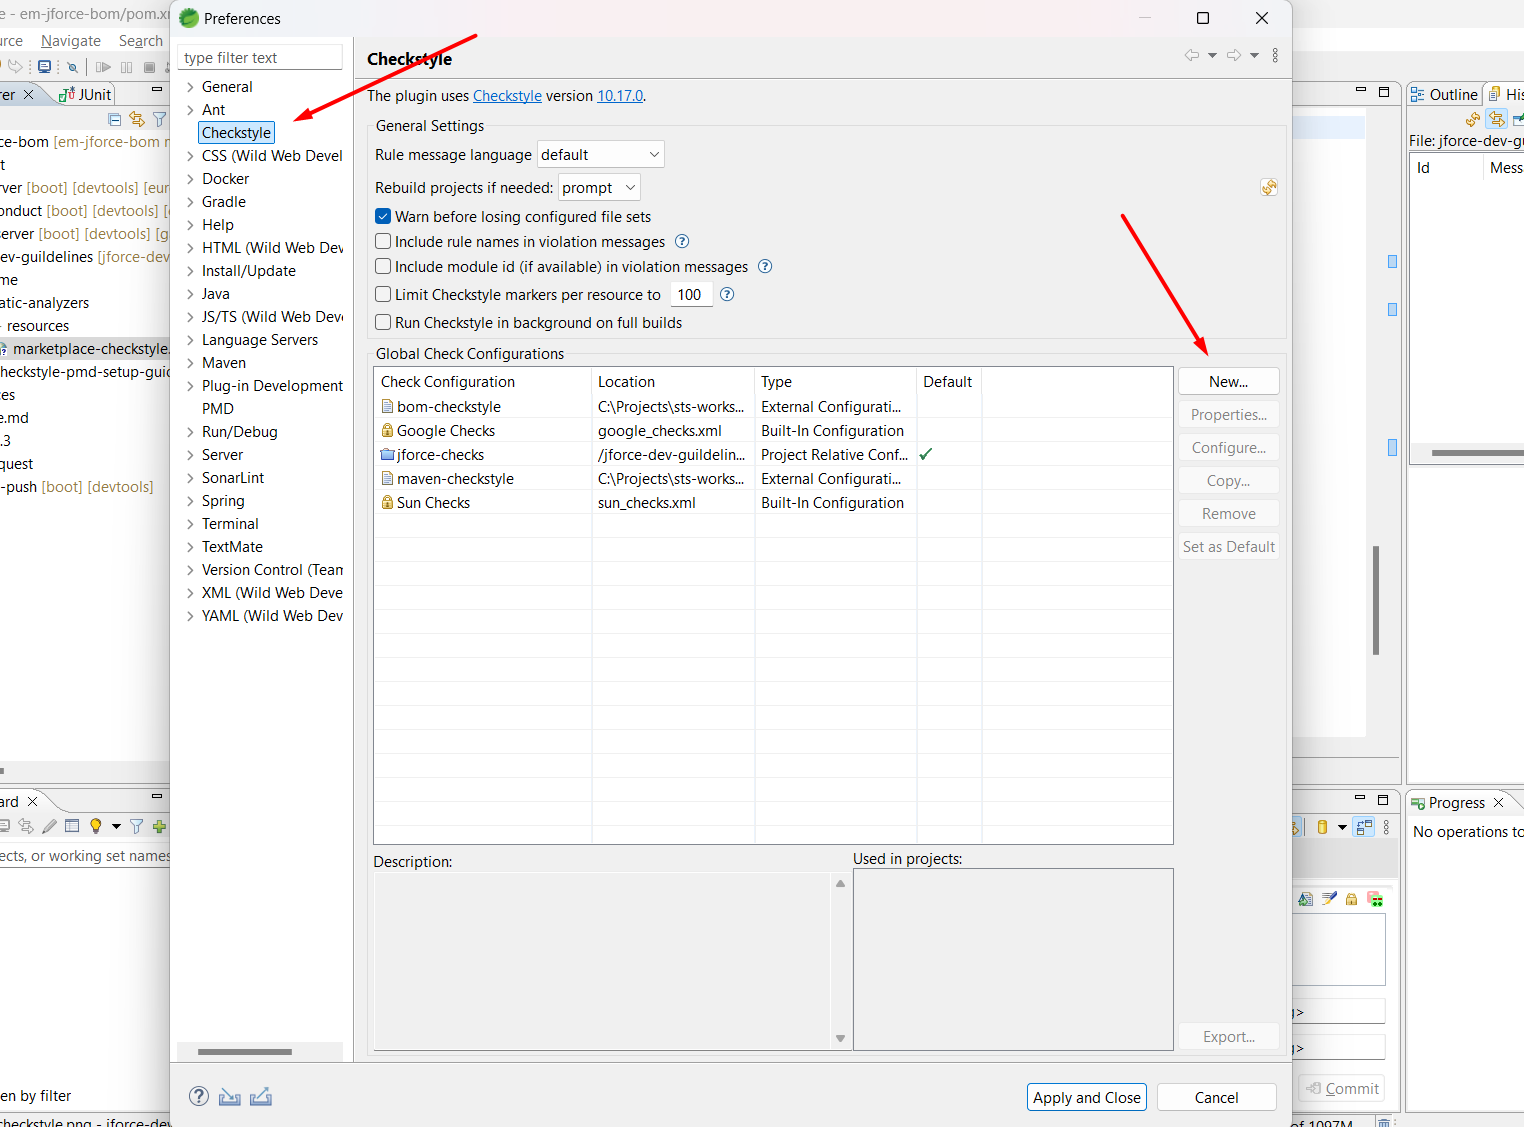 e - em-jforce-bom/pom.xm
Preferences
urce Navigate Search
type filter text
Checkstyle
rer
JUnit
Outline
His
General
The plugin uses Checkstyle version 10.17.0.
Ant
General Settings
ce-bom [em-jforce-bom
Checkstyle
File: jforce-dev-gu
t
CSS (Wild Web Devel
Rule message language default
Id
Mess
rver [boot] [devtools] [eur
Docker
Rebuild projects if needed: prompt
onduct [boot] [devtools] [
Gradle
Warn before losing configured file sets
server [boot] [devtools] [g
Help
Include rule names in violation messages
dev-guildelines [jforce-dev
HTML (Wild Web Dev
Include module id (if available) in violation messages
me
Install/Update
Limit Checkstyle markers per resource to 100
atic-analyzers
Java
Run Checkstyle in background on full builds
resources
JS/TS (Wild Web Deve
marketplace-checkstyle.
Language Servers
Global Check Configurations
heckstyle-pmd-setup-guid
Maven
Check Configuration
Location
Type
Default
New...
ces
Plug-in Development
bom-checkstyle
C:\Projects\sts-works...
External Configurati...
Properties...
e.md
PMD
Google Checks
google_checks.xml
Built-In Configuration
.3
Run/Debug
jforce-checks
/jforce-dev-guildelin...
Project Relative Conf...
Configure...
quest
Server
maven-checkstyle
C:\Projects\sts-works...
External Configurati...
Copy...
-push [boot] [devtools]
SonarLint
Sun Checks
sun_checks.xml
Built-In Configuration
Remove
Spring
Set as Default
Terminal
TextMate
Version Control (Team
XML (Wild Web Deve
YAML (Wild Web Dev
ard
Progress
No operations to
ects, or working set names
Description:
Used in projects:
g>
Export...
g>
Commit
en by filter
Apply and Close
Cancel
checkstyle.png - jforce-dev
of 1097M